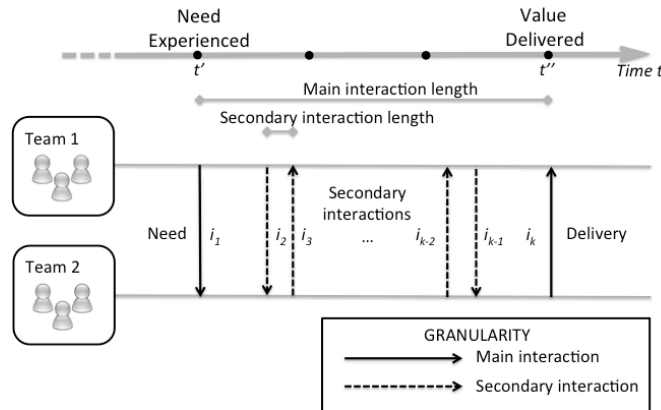 Need
Experienced
Value
Delivered
t'
t''
Time t
Main interaction length
Secondary interaction length
Team 1
Secondary
interactions
Need
i1
i2
i3
...
ik-2
ik-1
ik
Delivery
Team 2
GRANULARITY
Main interaction
Secondary interaction